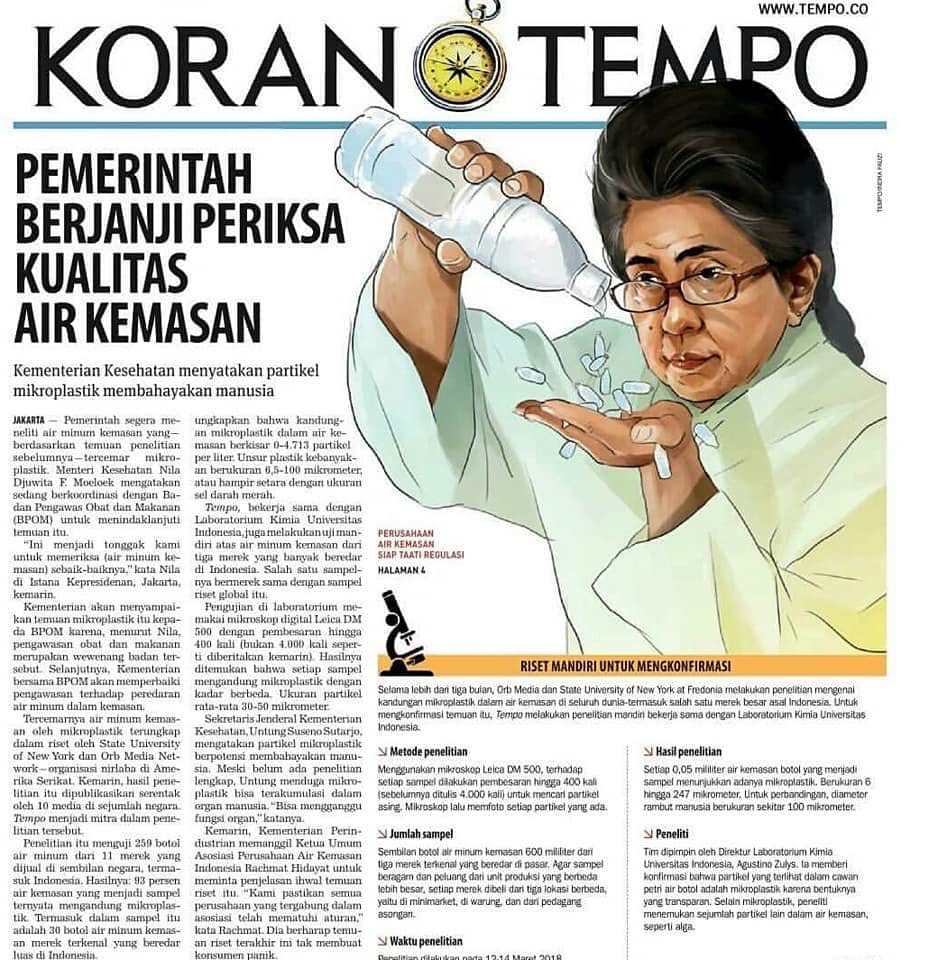 WWW.TEMPO.CO
KORAN TEMPO
PEMERINTAH
BERJANJI PERIKSA
KUALITAS
AIR KEMASAN
Kementerian Kesehatan menyatakan partikel
mikroplastik membahayakan manusia
JAKARTA — Pemerintah segera me-
neliti air minum kemasan yang—
berdasarkan temuan penelitian
sebelumnya—tercemar mikro-
plastik. Menteri Kesehatan Nila
Djuwita F. Moeloek mengatakan
sedang berkoordinasi dengan Ba-
dan Pengawas Obat dan Makanan
(BPOM) untuk menindaklanjuti
temuan itu.
“Ini menjadi tonggak kami
untuk memeriksa (air minum ke-
masan) sebaik-baiknya,” kata Nila
di Istana Kepresidenan, Jakarta,
kemarin.
Kementerian akan menyampai-
kan temuan mikroplastik itu kepa-
da BPOM karena, menurut Nila,
pengawasan obat dan makanan
merupakan wewenang badan ter-
sebut. Selanjutnya, Kementerian
bersama BPOM akan memperbaiki
pengawasan terhadap peredaran
air minum dalam kemasan.
Tercemarnya air minum kemas-
an oleh mikroplastik terungkap
dalam riset oleh State University
of New York dan Orb Media Net-
work—organisasi nirlaba di Ame-
rika Serikat. Kemarin, hasil pene-
litian itu dipublikasikan serentak
oleh 10 media di sejumlah negara.
Tempo menjadi mitra dalam pene-
litian tersebut.
Penelitian itu menguji 259 botol
air minum dari 11 merek yang
dijual di sembilan negara, terma-
suk Indonesia. Hasilnya: 93 persen
air kemasan yang menjadi sampel
ternyata mengandung mikroplas-
tik. Termasuk dalam sampel itu
adalah 30 botol air minum kemas-
an merek terkenal yang beredar
luas di Indonesia.
ungkapkan bahwa kandung-
an mikroplastik dalam air ke-
masan berkisar 0-4.713 partikel
per liter. Unsur plastik kebanyak-
an berukuran 6,5-100 mikrometer,
atau hampir setara dengan ukuran
sel darah merah.
Tempo, bekerja sama dengan
Laboratorium Kimia Universitas
Indonesia, juga melakukan uji man-
diri atas air minum kemasan dari
tiga merek yang banyak beredar
di Indonesia. Salah satu sampel-
nya bermerek sama dengan sampel
riset global itu.
Pengujian di laboratorium me-
makai mikroskop digital Leica DM
500 dengan pembesaran hingga
400 kali (bukan 4.000 kali seper-
ti diberitakan kemarin). Hasilnya
ditemukan bahwa setiap sampel
mengandung mikroplastik dengan
kadar berbeda. Ukuran partikel
rata-rata 30-50 mikrometer.
Sekretaris Jenderal Kementerian
Kesehatan, Untung Suseno Sutarjo,
mengatakan partikel mikroplastik
berpotensi membahayakan manu-
sia. Meski belum ada penelitian
lengkap, Untung menduga mikro-
plastik bisa terakumulasi dalam
organ manusia. “Bisa mengganggu
fungsi organ,” katanya.
Kemarin, Kementerian Perin-
dustrian memanggil Ketua Umum
Asosiasi Perusahaan Air Kemasan
Indonesia Rachmat Hidayat untuk
meminta penjelasan ihwal temuan
riset itu. “Kami pastikan semua
perusahaan yang tergabung dalam
asosiasi telah mematuhi aturan,”
kata Rachmat. Dia berharap temu-
an riset terakhir ini tak membuat
konsumen panik.
TEMPO/INDRA FAUZI
PERUSAHAAN
AIR KEMASAN
SIAP TAATI REGULASI
HALAMAN 4
RISET MANDIRI UNTUK MENGKONFIRMASI
Selama lebih dari tiga bulan, Orb Media dan State University of New York at Fredonia melakukan penelitian mengenai
kandungan mikroplastik dalam air kemasan di seluruh dunia-termasuk salah satu merek besar asal Indonesia. Untuk
mengkonfirmasi temuan itu, Tempo melakukan penelitian mandiri bekerja sama dengan Laboratorium Kimia Universitas
Indonesia.
Metode penelitian
Menggunakan mikroskop Leica DM 500, terhadap
setiap sampel dilakukan pembesaran hingga 400 kali
(sebelumnya ditulis 4.000 kali) untuk mencari partikel
asing. Mikroskop lalu memfoto setiap partikel yang ada.
Jumlah sampel
Sembilan botol air minum kemasan 600 mililiter dari
tiga merek terkenal yang beredar di pasar. Agar sampel
beragam dan peluang dari unit produksi yang berbeda
lebih besar, setiap merek dibeli dari tiga lokasi berbeda,
yaitu di minimarket, di warung, dan dari pedagang
asongan.
Waktu penelitian
Penelitian dilakukan pada 12-14 Maret 2018
Hasil penelitian
Setiap 0,05 mililiter air kemasan botol yang menjadi
sampel menunjukkan adanya mikroplastik. Berukuran 6
hingga 247 mikrometer. Untuk perbandingan, diameter
rambut manusia berukuran sekitar 100 mikrometer.
Peneliti
Tim dipimpin oleh Direktur Laboratorium Kimia
Universitas Indonesia, Agustino Zulys. Ia memberi
konfirmasi bahwa partikel yang terlihat dalam cawan
petri air botol adalah mikroplastik karena bentuknya
yang transparan. Selain mikroplastik, peneliti
menemukan sejumlah partikel lain dalam air kemasan,
seperti alga.